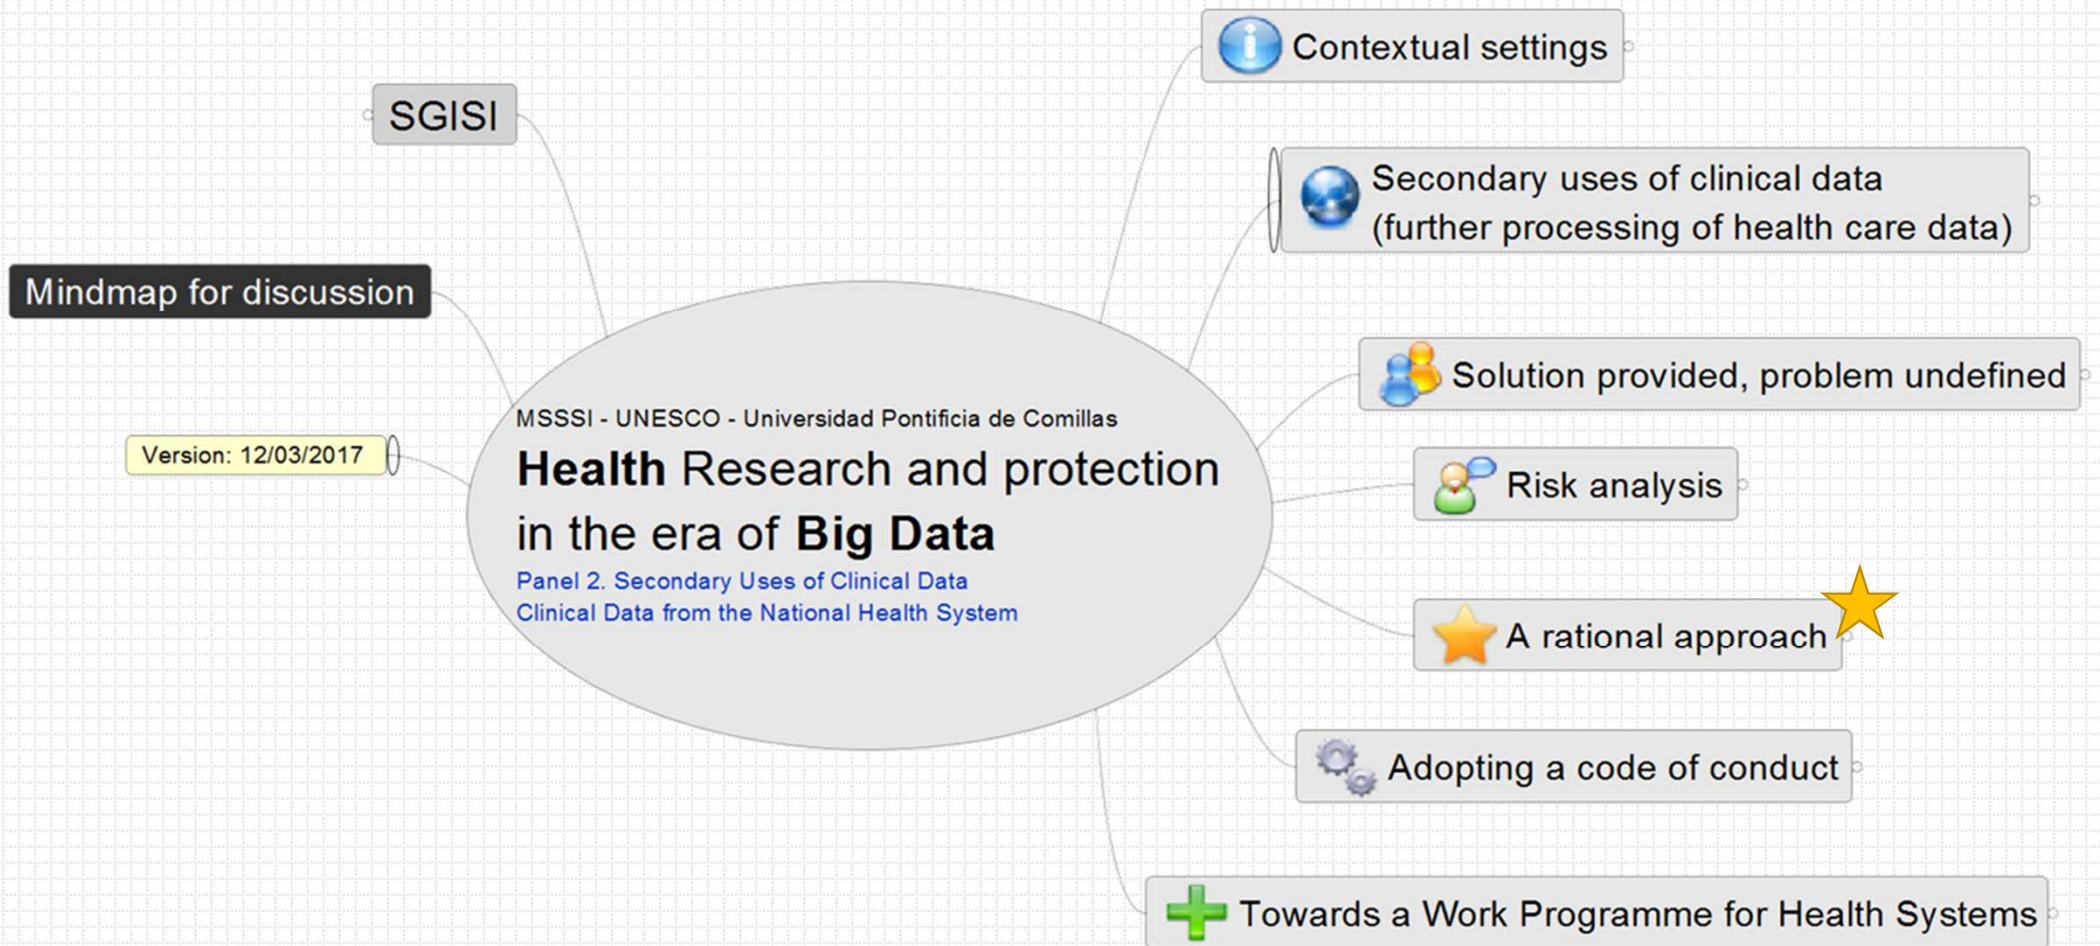 SGISI
Mindmap for discussion
Version: 12/03/2017
MSSSI - UNESCO - Universidad Pontificia de Comillas
Health Research and protection
in the era of Big Data
Panel 2. Secondary Uses of Clinical Data
Clinical Data from the National Health System
Contextual settings
Secondary uses of clinical data
(further processing of health care data)
Solution provided, problem undefined
Risk analysis
A rational approach
Adopting a code of conduct
Towards a Work Programme for Health Systems